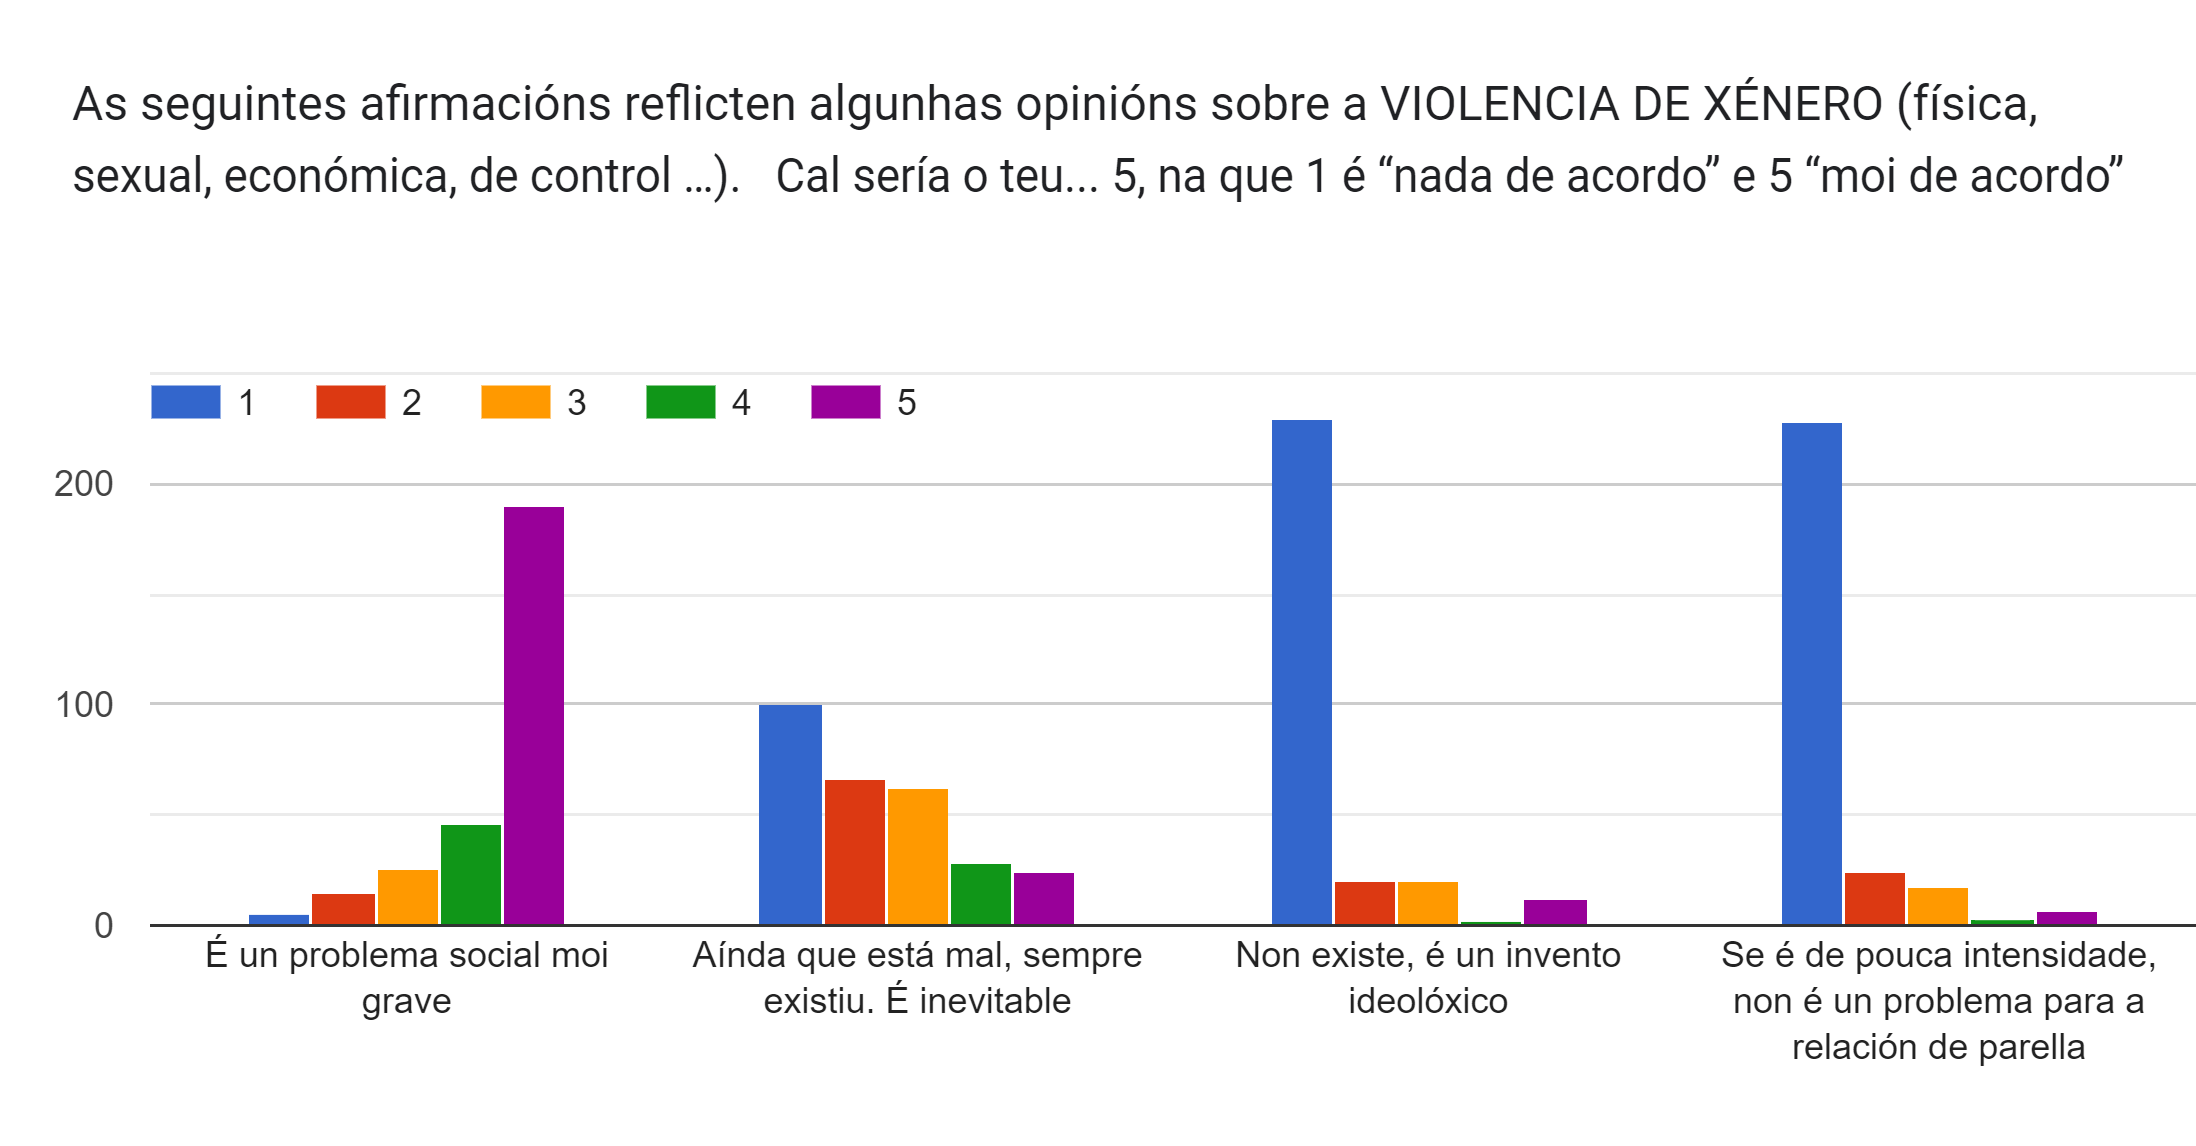 As seguintes afirmacións reflicten algunhas opinións sobre a VIOLENCIA DE XÉNERO (física,
sexual, económica, de control …).   Cal sería o teu... 5, na que 1 é “nada de acordo” e 5 “moi de acordo”
1 2 3 4 5
200
100
0
É un problema social moi
grave
Aínda que está mal, sempre
existiu. É inevitable
Non existe, é un invento
ideolóxico
Se é de pouca intensidade,
non é un problema para a
relación de parella